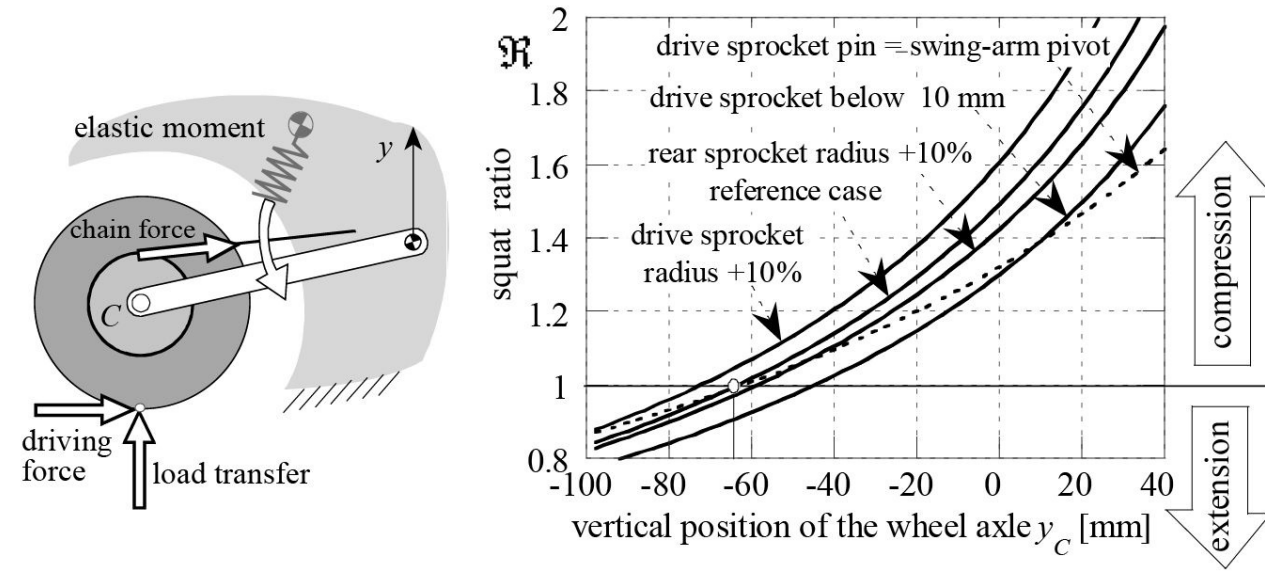 elastic moment
y
chain force
C
driving
force
load transfer
ℜ
squat ratio
2
1.8
1.6
1.4
1.2
1
0.8
drive sprocket pin = swing-arm pivot
drive sprocket below 10 mm
rear sprocket radius +10%
reference case
drive sprocket
radius +10%
-100 -80 -60 -40 -20 0 20 40
vertical position of the wheel axle y_C [mm]
compression
extension